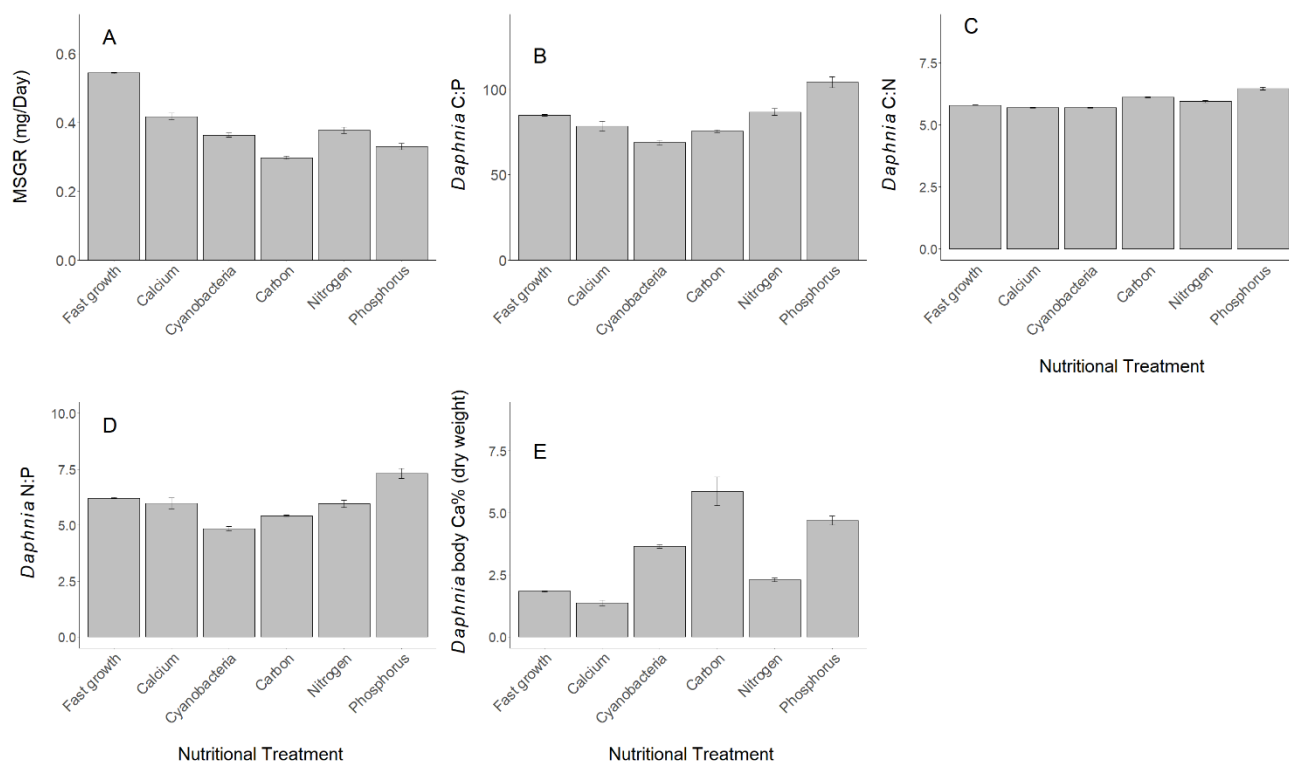 A
MSGR (mg/Day)
0.6
0.4
0.2
0.0
Fast growth
Calcium
Cyanobacteria
Carbon
Nitrogen
Phosphorus
B
Daphnia C:P
100
50
0
Fast growth
Calcium
Cyanobacteria
Carbon
Nitrogen
Phosphorus
C
Daphnia C:N
7.5
5.0
2.5
0.0
Fast growth
Calcium
Cyanobacteria
Carbon
Nitrogen
Phosphorus
Nutritional Treatment
D
Daphnia N:P
10.0
7.5
5.0
2.5
0.0
Fast growth
Calcium
Cyanobacteria
Carbon
Nitrogen
Phosphorus
Nutritional Treatment
E
Daphnia body Ca% (dry weight)
7.5
5.0
2.5
0.0
Fast growth
Calcium
Cyanobacteria
Carbon
Nitrogen
Phosphorus
Nutritional Treatment